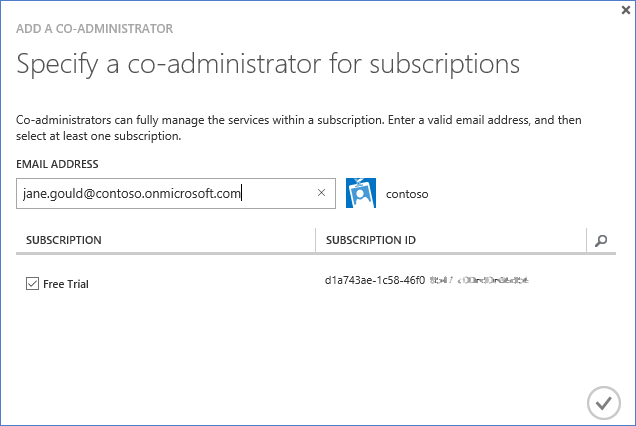 ADD A CO-ADMINISTRATOR
Specify a co-administrator for subscriptions
Co-administrators can fully manage the services within a subscription. Enter a valid email address, and then
select at least one subscription.
EMAIL ADDRESS
jane.gould@contoso.onmicrosoft.com contoso
SUBSCRIPTION SUBSCRIPTION ID
Free Trial d1a743ae-1c58-46f0